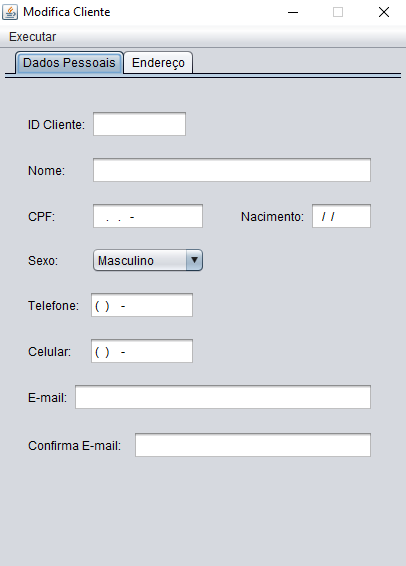 Modifica Cliente
Executar
Dados Pessoais Endereço
ID Cliente:
Nome:
CPF: . . - Nacimento: / /
Sexo: Masculino
Telefone: ( ) -
Celular: ( ) -
E-mail:
Confirma E-mail: